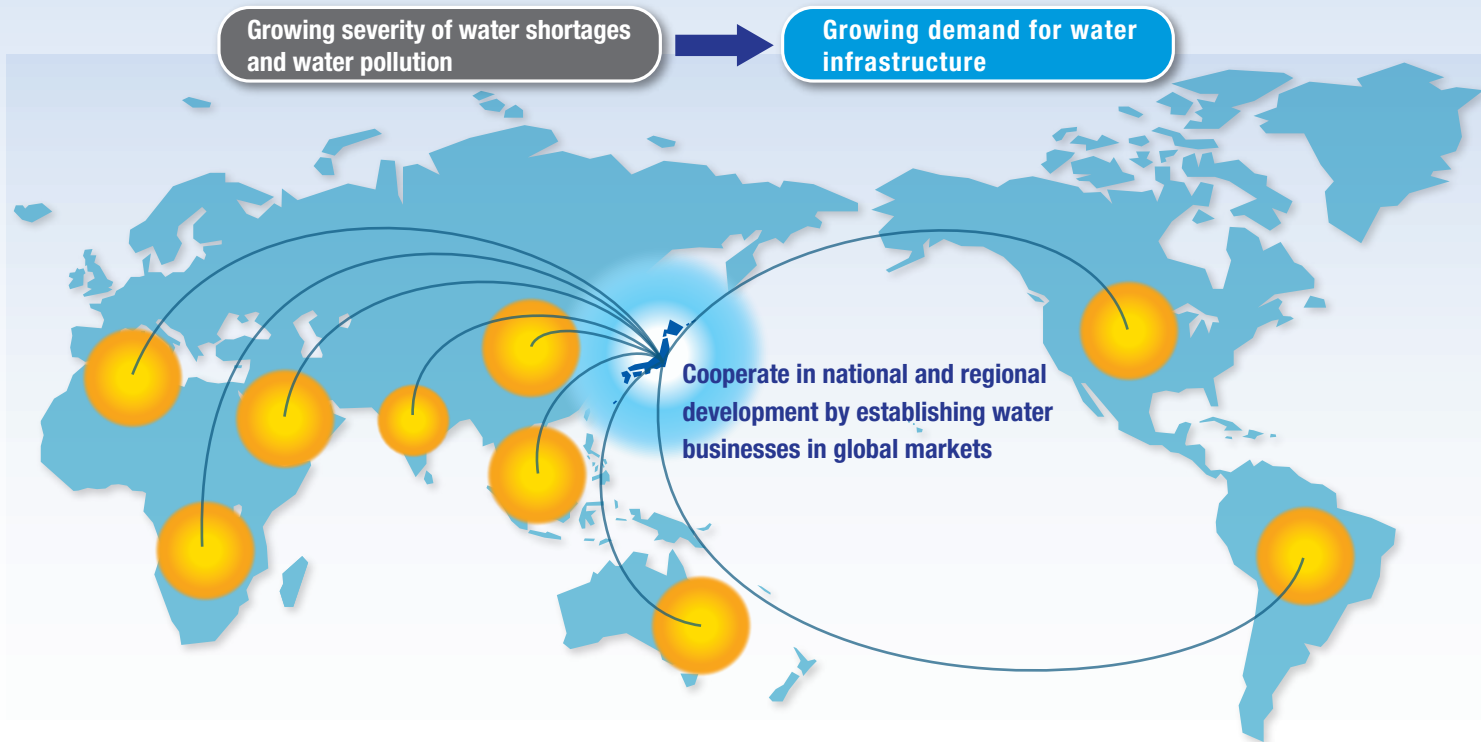 Growing severity of water shortages
and water pollution
Growing demand for water
infrastructure
Cooperate in national and regional
development by establishing water
businesses in global markets